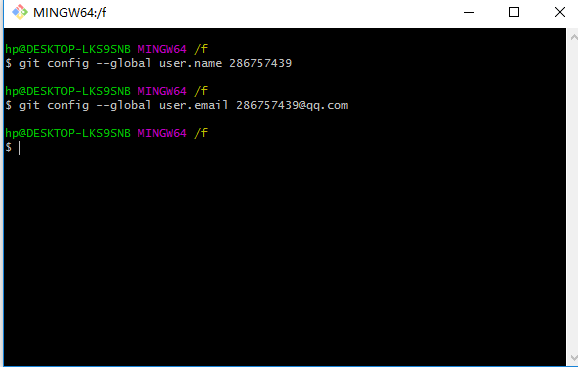 MINGW64:/f
hp@DESKTOP-LKS9SNB MINGW64 /f
$ git config --global user.name 286757439
hp@DESKTOP-LKS9SNB MINGW64 /f
$ git config --global user.email 286757439@qq.com
hp@DESKTOP-LKS9SNB MINGW64 /f
$